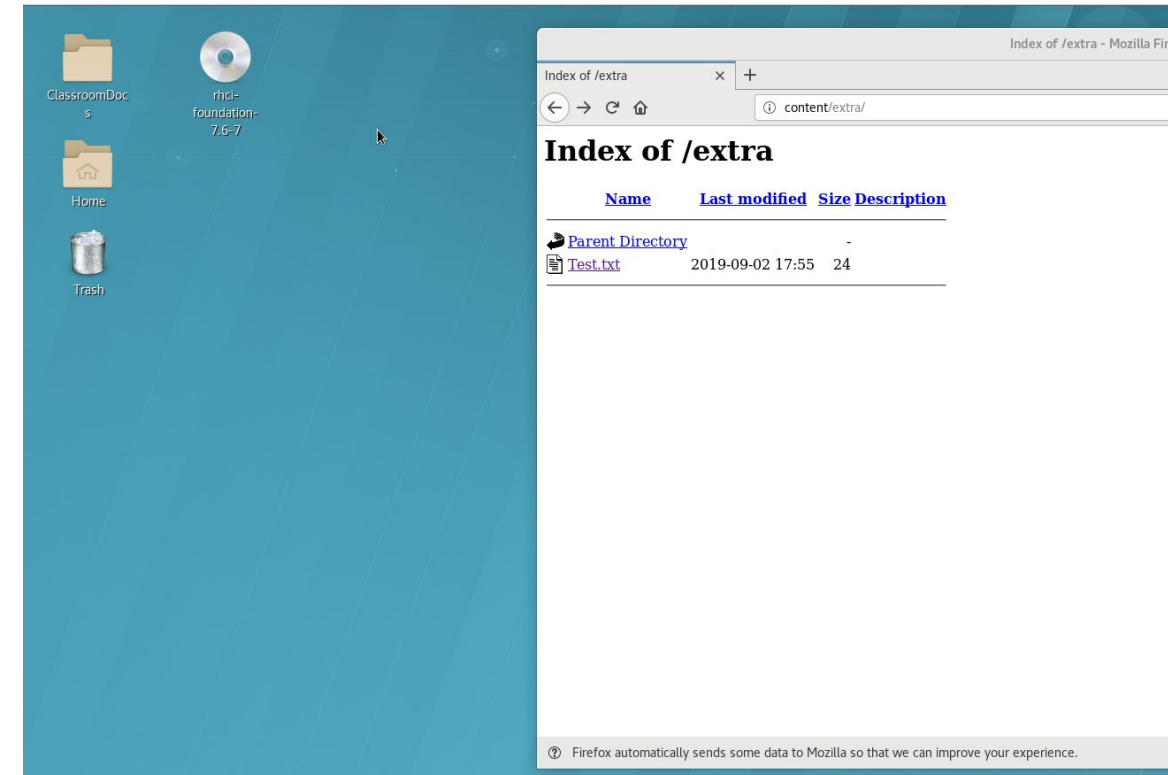 ClassroomDoc
s
rhci-
foundation-
7.6-7
Home
Trash
Index of /extra - Mozilla Fir
Index of /extra
content/extra/
Index of /extra
Name Last modified Size Description
Parent Directory -
Test.txt 2019-09-02 17:55 24
Firefox automatically sends some data to Mozilla so that we can improve your experience.